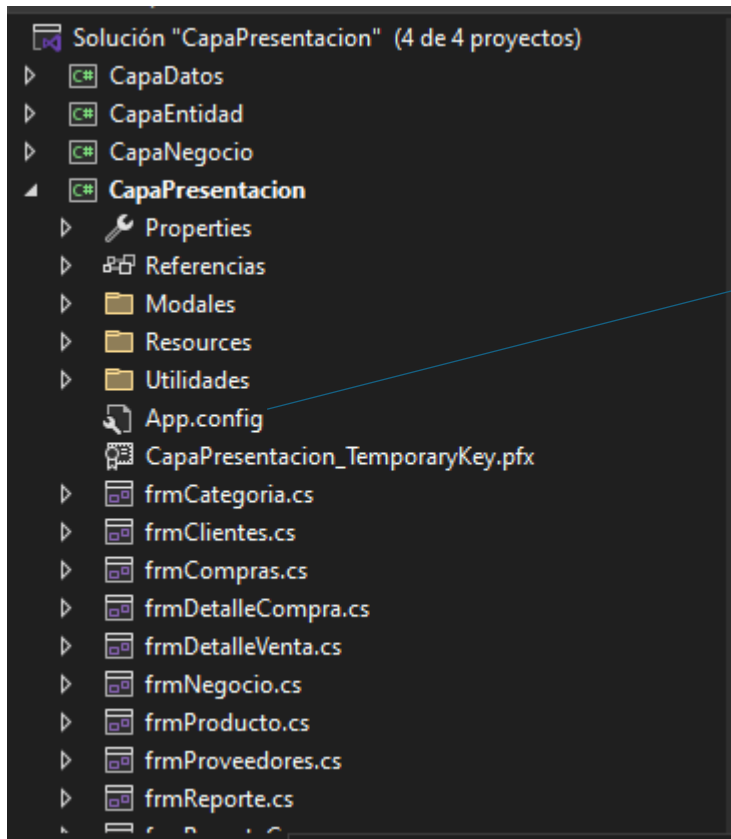 Solución "CapaPresentacion" (4 de 4 proyectos)
C# CapaDatos
C# CapaEntidad
C# CapaNegocio
C# CapaPresentacion
Properties
Referencias
Modales
Resources
Utilidades
App.config
CapaPresentacion_TemporaryKey.pfx
frmCategoria.cs
frmClientes.cs
frmCompras.cs
frmDetalleCompra.cs
frmDetalleVenta.cs
frmNegocio.cs
frmProducto.cs
frmProveedores.cs
frmReporte.cs